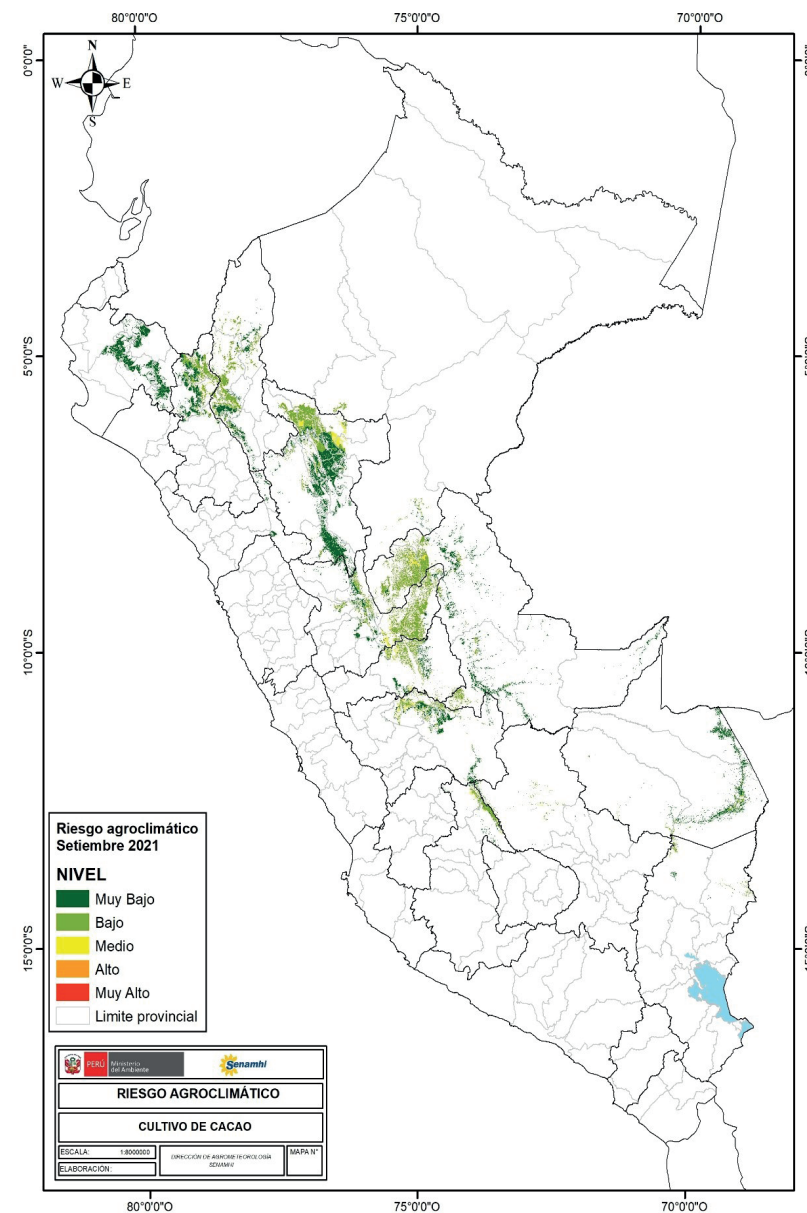 80°0'0"O 75°0'0"O 70°0'0"O
N
W E
S
0°0'0"
5°0'0"S
10°0'0"S
15°0'0"S
Riesgo agroclimático
Setiembre 2021
NIVEL
Muy Bajo
Bajo
Medio
Alto
Muy Alto
Limite provincial
PERÚ Ministerio
del Ambiente
Senamhi
RIESGO AGROCLIMÁTICO
CULTIVO DE CACAO
ESCALA: 1:8000000
ELABORACIÓN:
DIRECCIÓN DE AGROMETEOROLOGÍA
SENAMHI
MAPA N°
80°0'0"O 75°0'0"O 70°0'0"O